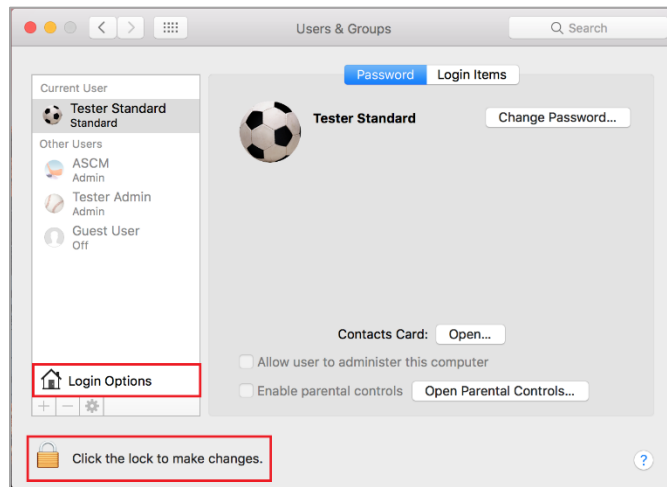 Users & Groups
Search
Password
Login Items
Current User
Tester Standard
Standard
Other Users
ASCM
Admin
Tester Admin
Admin
Guest User
Off
Login Options
+ −
Tester Standard
Change Password...
Contacts Card:
Open...
Allow user to administer this computer
Enable parental controls
Open Parental Controls...
Click the lock to make changes.
?